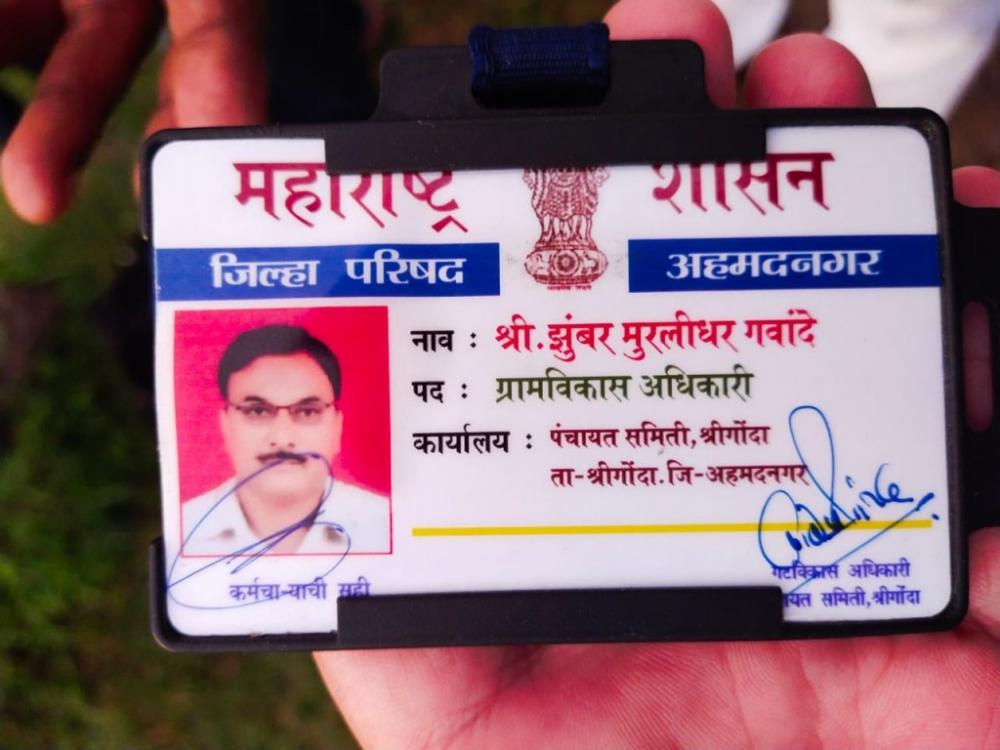 महाराष्ट्र शासन
जिल्हा परिषद अहमदनगर
नाव : श्री.झुंबर मुरलीधर गवांदे
पद : ग्रामविकास अधिकारी
कार्यालय : पंचायत समिती,श्रीगोंदा
ता-श्रीगोंदा.जि-अहमदनगर
कर्मचाऱ्याची सही
गटविकास अधिकारी
समिती,श्रीगोंदा